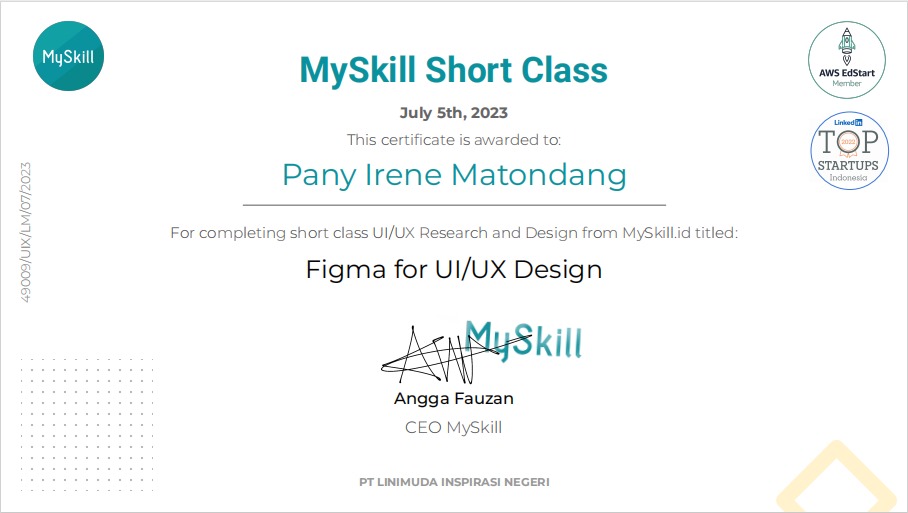 MySkill
MySkill Short Class
AWS EdStart
Member
July 5th, 2023
This certificate is awarded to:
LinkedIn
2022
TOP
STARTUPS
Indonesia
Pany Irene Matondang
49009/UIX/LM/07/2023
For completing short class UI/UX Research and Design from MySkill.id titled:
Figma for UI/UX Design
MySkill
Angga Fauzan
CEO MySkill
PT LINIMUDA INSPIRASI NEGERI